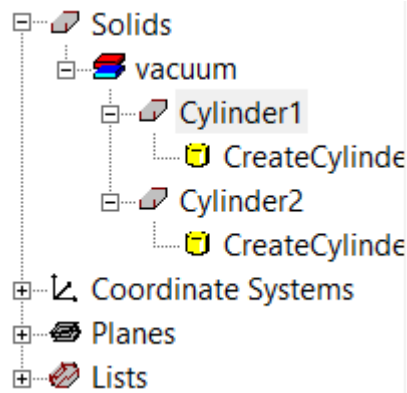 Solids
vacuum
Cylinder1
CreateCylinde
Cylinder2
CreateCylinde
Coordinate Systems
Planes
Lists